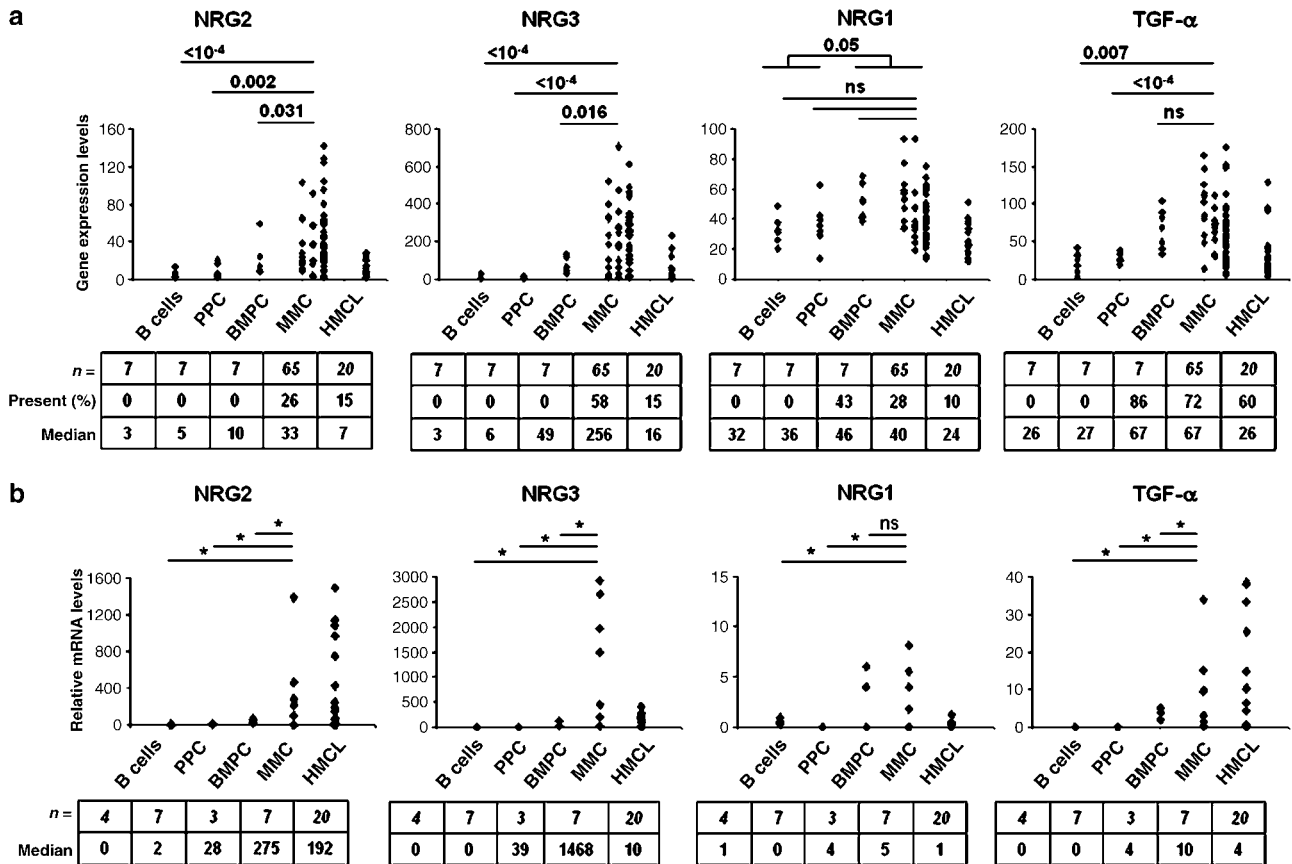 a
NRG2 NRG3 NRG1 TGF-α
<10-4 <10-4 0.05 0.007
0.002 <10-4 ns <10-4
0.031 0.016 ns
Gene expression levels
160 800 100 200
120 600 80 150
80 400 60 100
40 200 40 50
20
0 0 0 0
B cells PPC BMPC MMC HMCL B cells PPC BMPC MMC HMCL B cells PPC BMPC MMC HMCL B cells PPC BMPC MMC HMCL
n = 7 7 7 65 20 7 7 7 65 20 7 7 7 65 20 7 7 7 65 20
Present (%) 0 0 0 26 15 0 0 0 58 15 0 0 43 28 10 0 0 86 72 60
Median 3 5 10 33 7 3 6 49 256 16 32 36 46 40 24 26 27 67 67 26
b
NRG2 NRG3 NRG1 TGF-α
* * ns *
* * * *
* * * *
Relative mRNA levels
1600 3000 15 40
2500
1200 2000 10 30
800 1500 20
1000 5
400 500 10
0 0 0 0
B cells PPC BMPC MMC HMCL B cells PPC BMPC MMC HMCL B cells PPC BMPC MMC HMCL B cells PPC BMPC MMC HMCL
n = 4 7 3 7 20 4 7 3 7 20 4 7 3 7 20 4 7 3 7 20
Median 0 2 28 275 192 0 0 39 1468 10 1 0 4 5 1 0 0 4 10 4